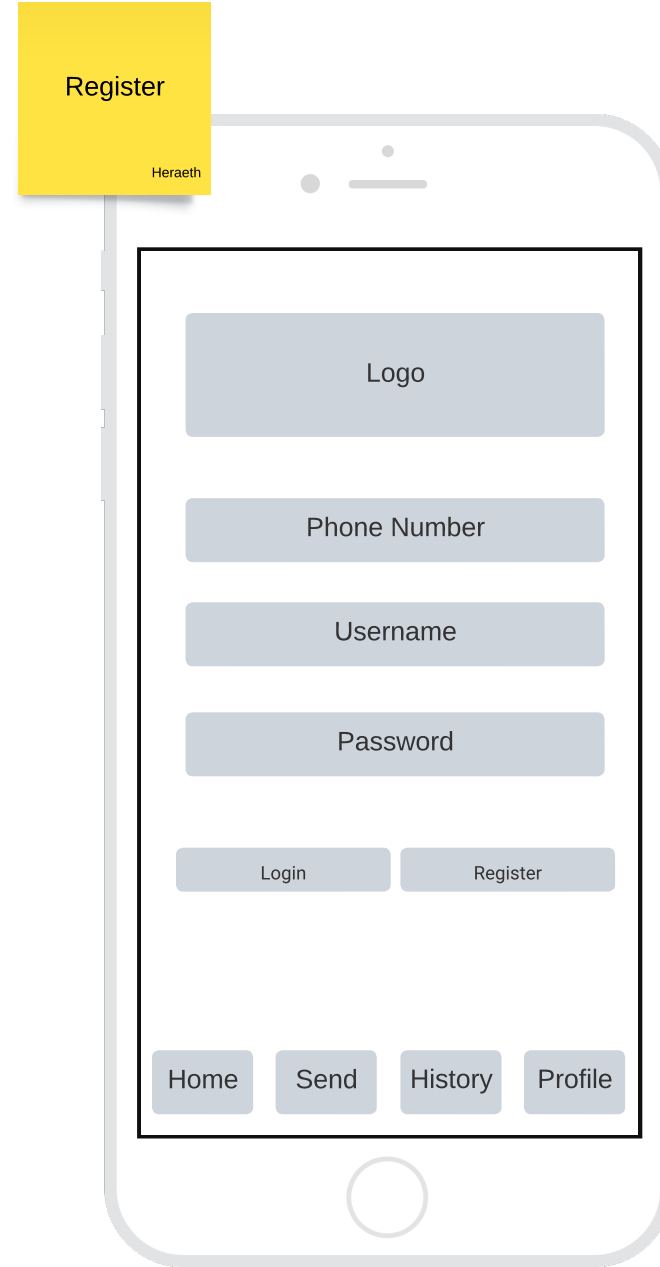 Register
Heraeth
Logo
Phone Number
Username
Password
Login Register
Home Send History Profile